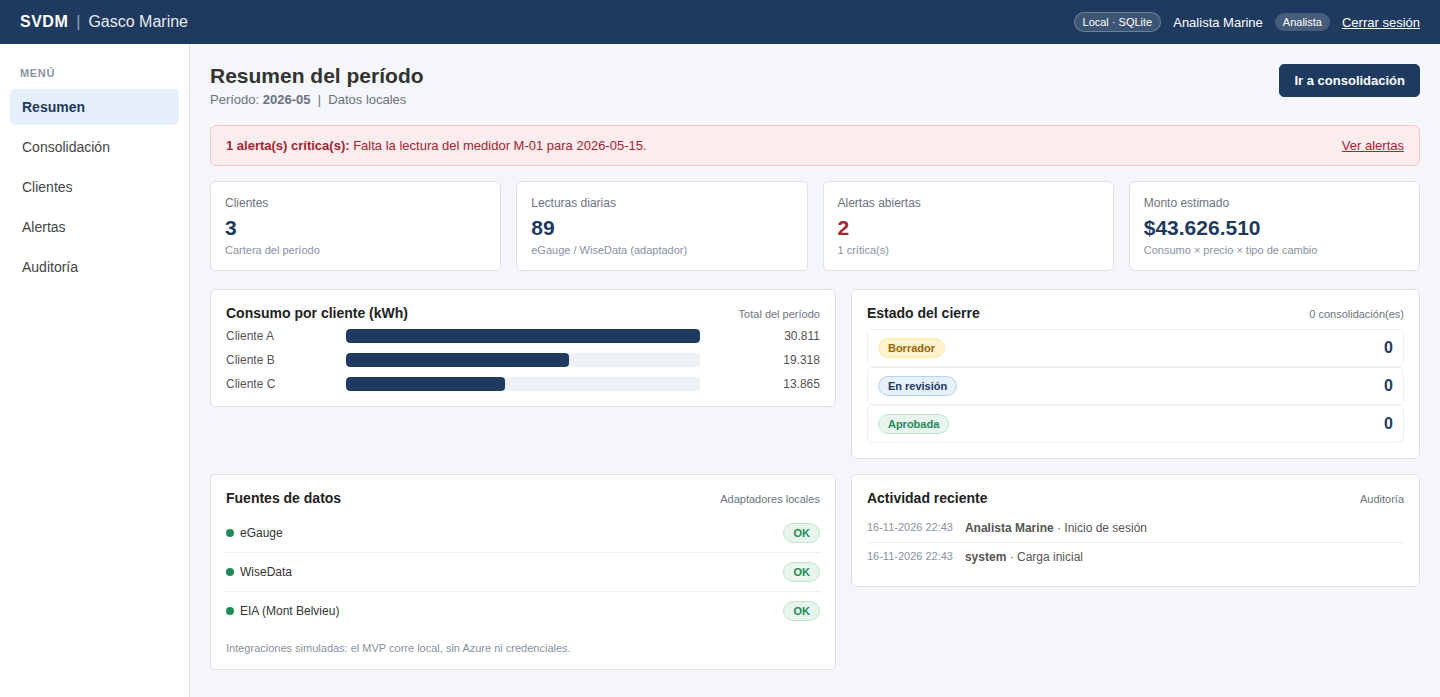 SVDM | Gasco Marine
Local · SQLite
Analista Marine
Analista
Cerrar sesión
MENÚ
Resumen
Consolidación
Clientes
Alertas
Auditoría
Resumen del período
Período: 2026-05 | Datos locales
Ir a consolidación
1 alerta(s) crítica(s): Falta la lectura del medidor M-01 para 2026-05-15.
Ver alertas
Clientes
3
Cartera del período
Lecturas diarias
89
eGauge / WiseData (adaptador)
Alertas abiertas
2
1 crítica(s)
Monto estimado
$43.626.510
Consumo × precio × tipo de cambio
Consumo por cliente (kWh)
Total del período
Cliente A 30.811
Cliente B 19.318
Cliente C 13.865
Estado del cierre
0 consolidación(es)
Borrador 0
En revisión 0
Aprobada 0
Fuentes de datos
Adaptadores locales
eGauge OK
WiseData OK
EIA (Mont Belvieu) OK
Integraciones simuladas: el MVP corre local, sin Azure ni credenciales.
Actividad reciente
Auditoría
16-11-2026 22:43 Analista Marine · Inicio de sesión
16-11-2026 22:43 system · Carga inicial